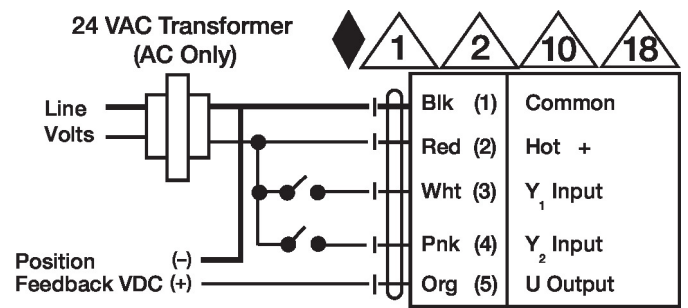 24 VAC Transformer
(AC Only)
1 2 10 18
Line
Volts
Blk (1) Common
Red (2) Hot +
Wht (3) Y1 Input
Pnk (4) Y2 Input
Position (-)
Feedback VDC (+)
Org (5) U Output